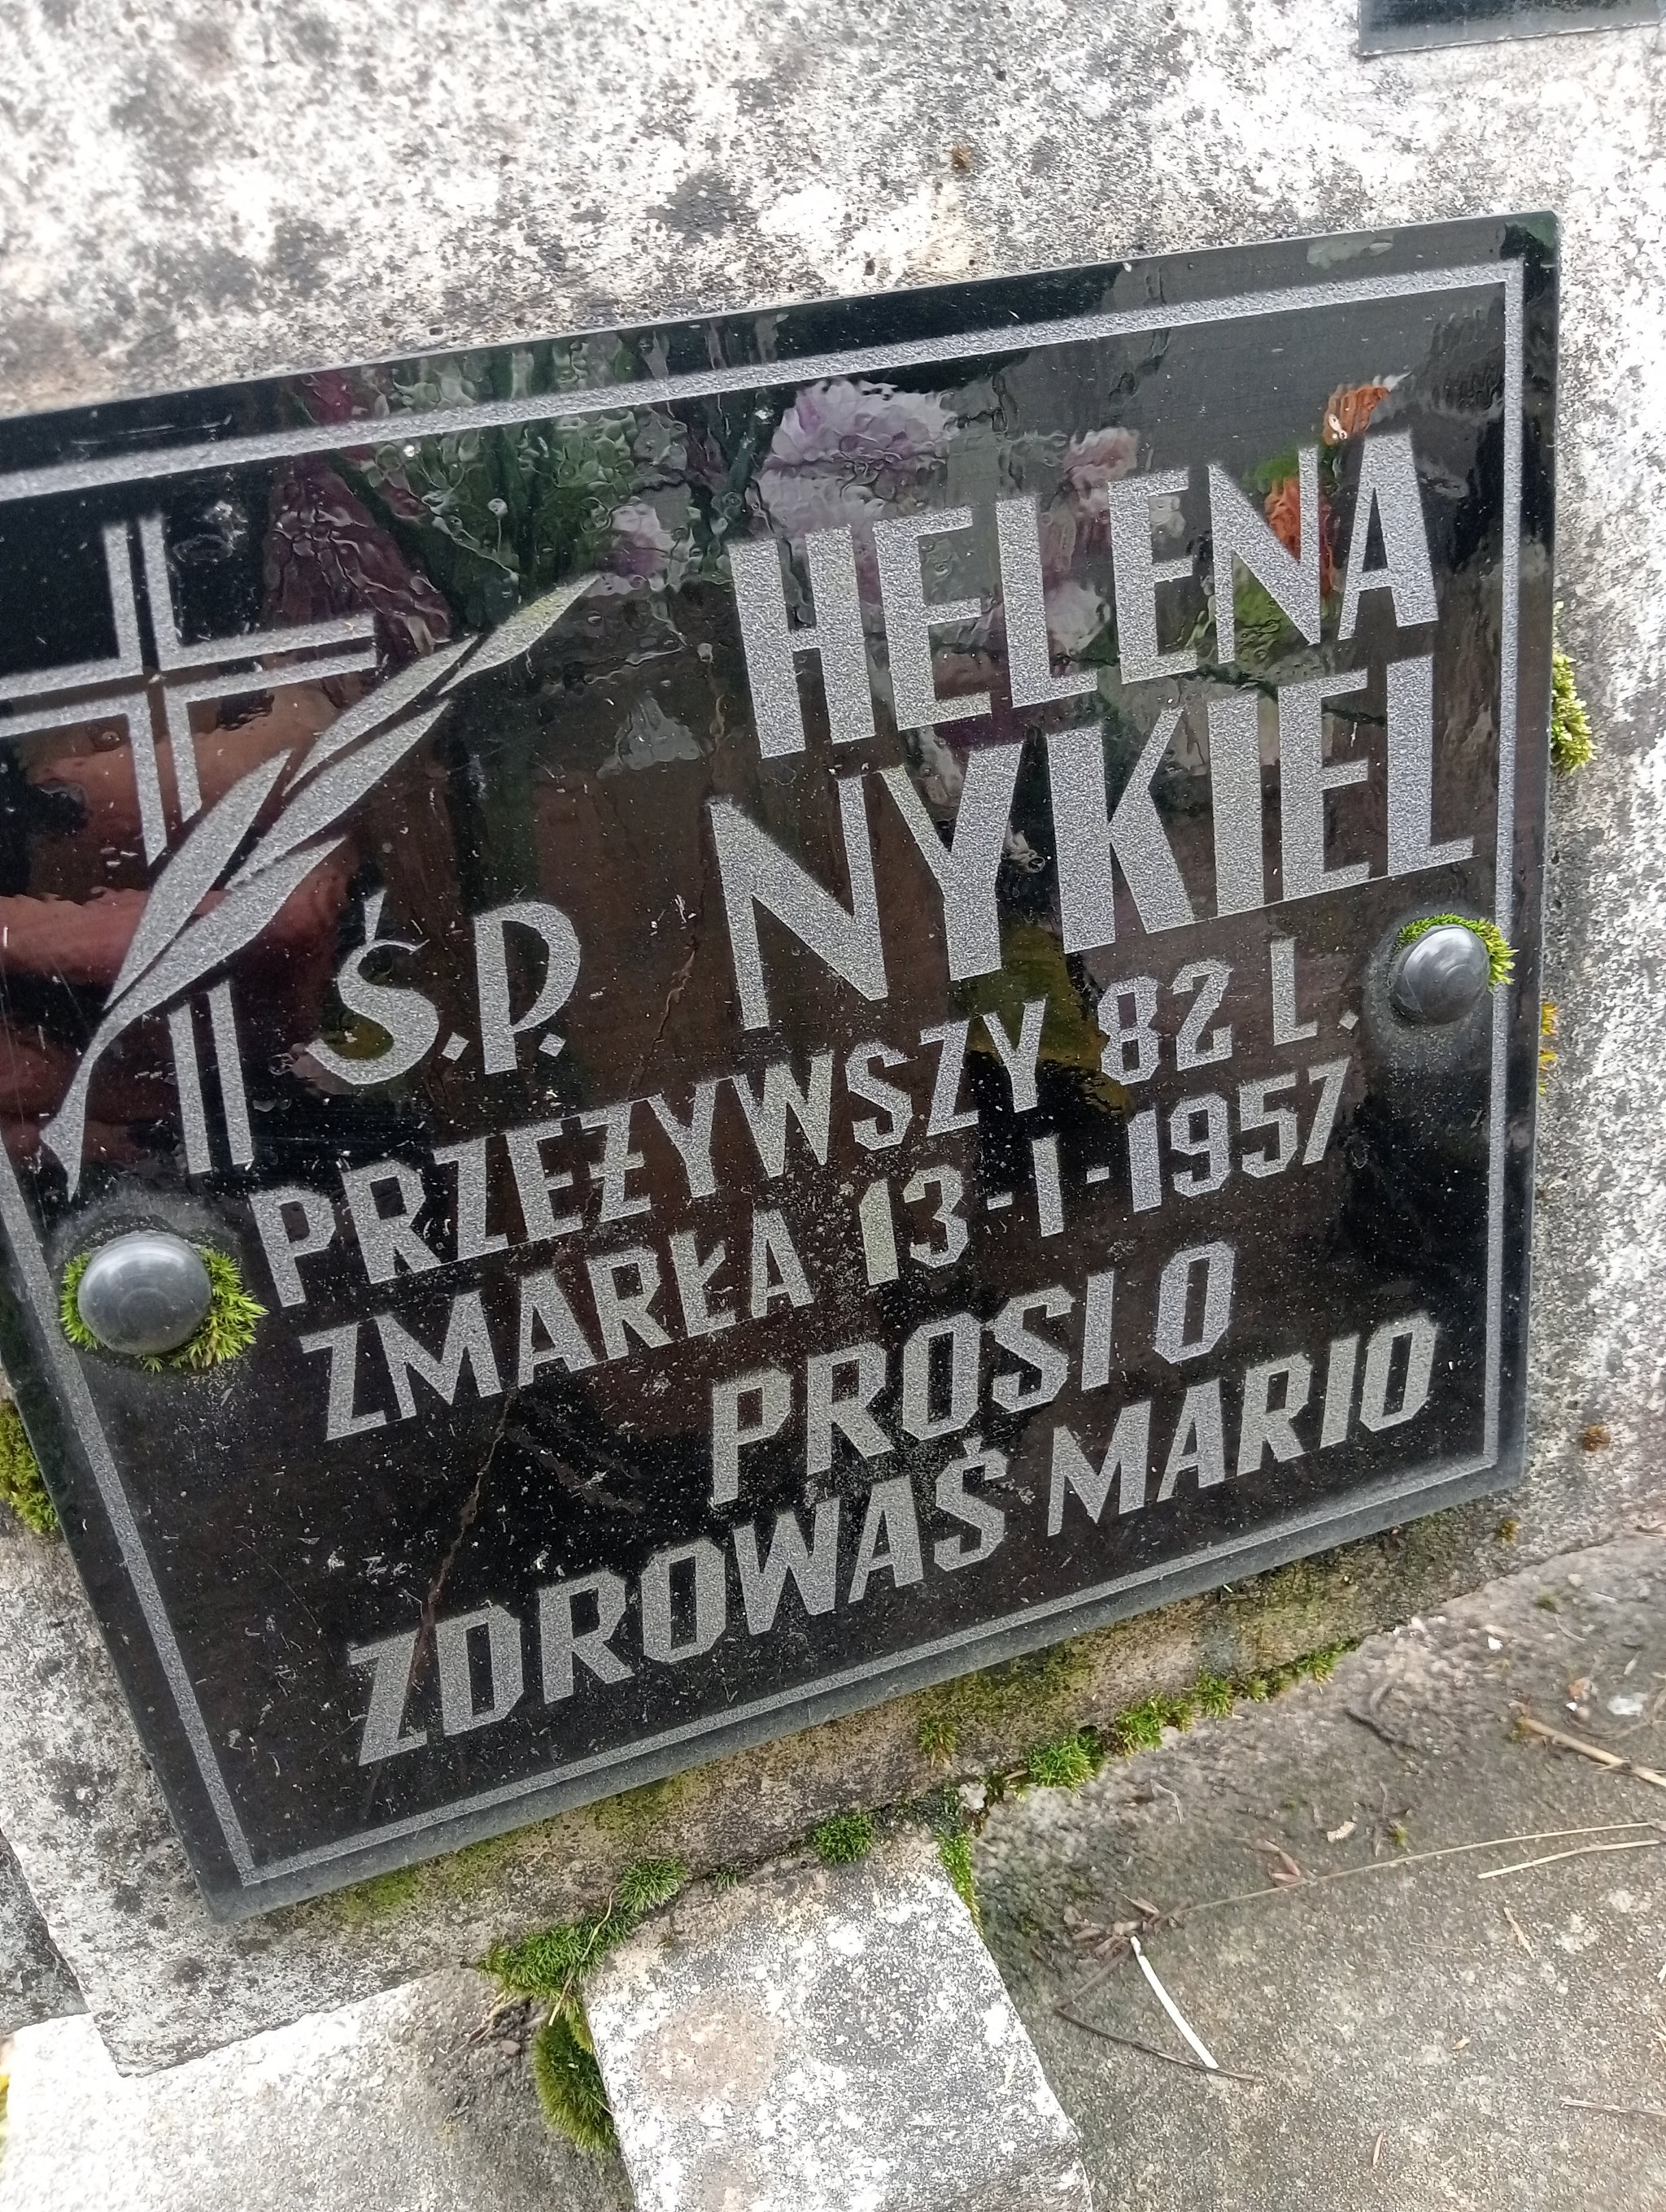 HELENA
Ś.P. NYKIEL
PRZEŻYWSZY 82 L.
ZMARŁA 13-I-1957
PROSI O
ZDROWAŚ MARIO